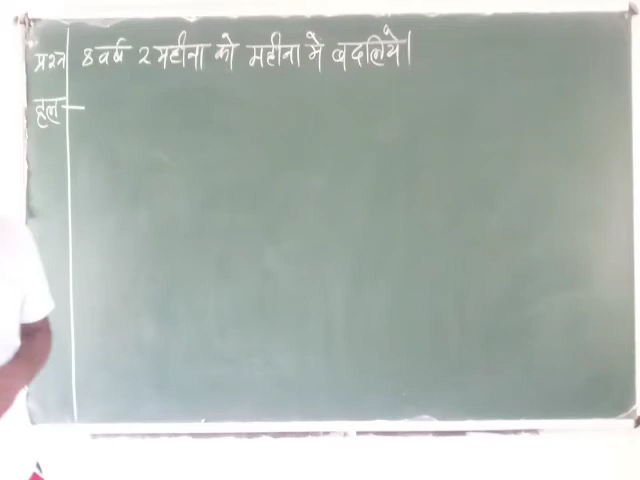 प्रश्न 8 वर्ष 2 महीना को महीना में बदलिये।
हल —